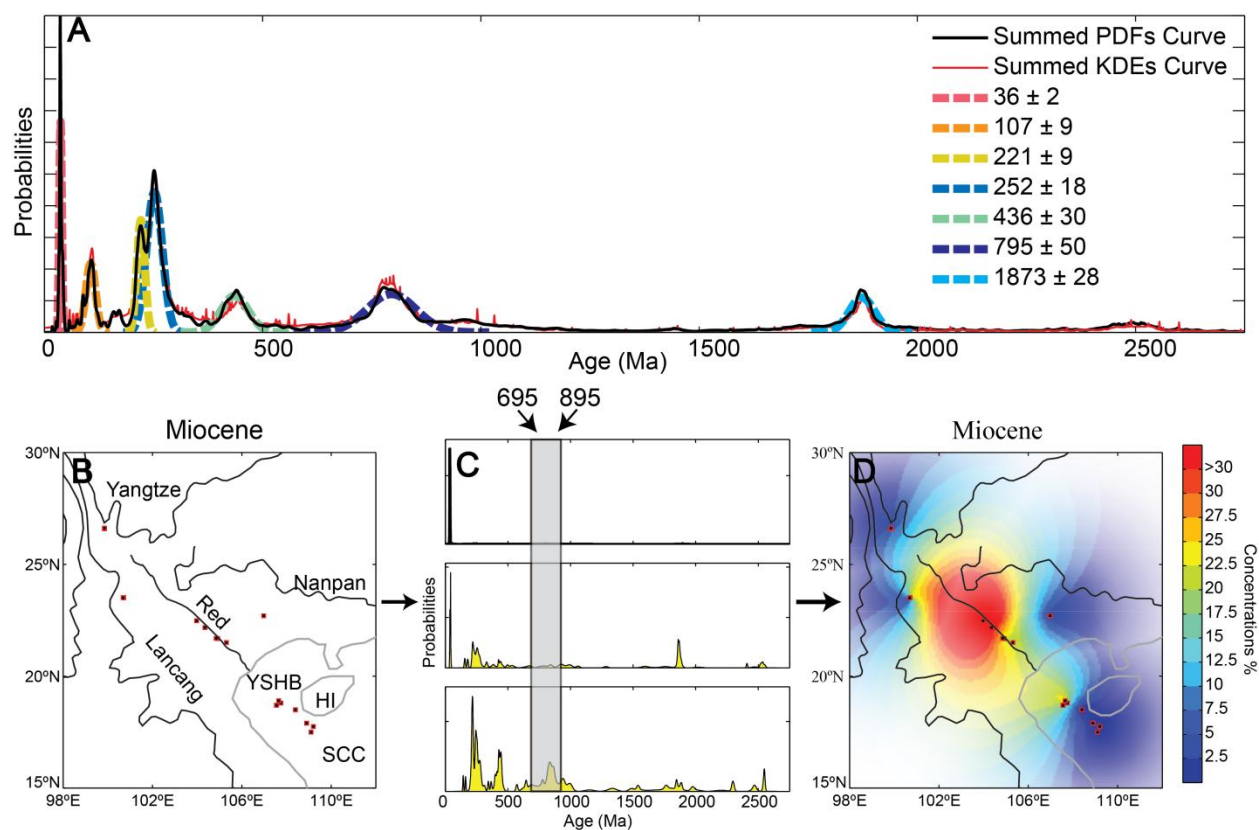 A
Probabilities
Summed PDFs Curve
Summed KDEs Curve
36 ± 2
107 ± 9
221 ± 9
252 ± 18
436 ± 30
795 ± 50
1873 ± 28
0 500 1000 1500 2000 2500
Age (Ma)
Miocene
B
30ºN
25ºN
20ºN
15ºN
98ºE 102ºE 106ºE 110ºE
Yangtze
Nanpan
Red
Lancang
YSHB
HI
SCC
695 895
C
Probabilities
0 500 1000 1500 2000 2500
Age (Ma)
Miocene
D
30ºN
25ºN
20ºN
15ºN
98ºE 102ºE 106ºE 110ºE
>30
30
27.5
25
22.5
20
17.5
15
12.5
10
7.5
5
2.5
Concentrations %